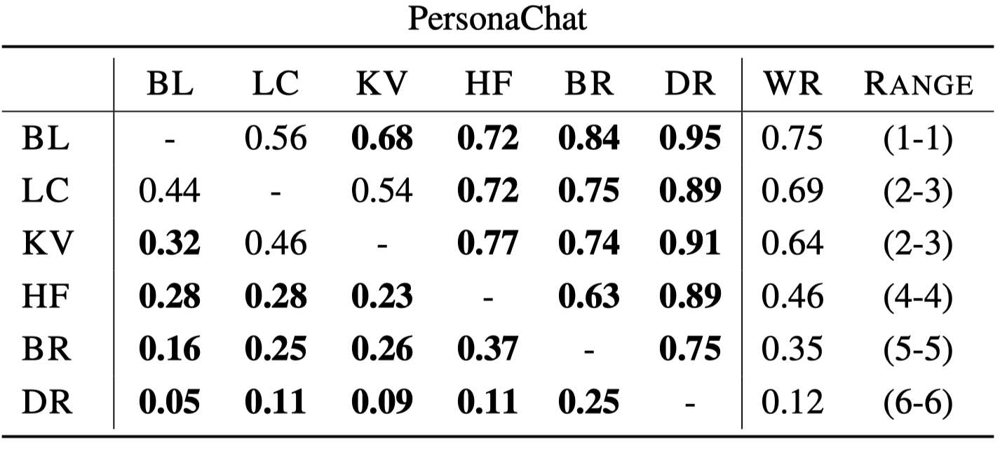 PersonaChat
BL LC KV HF BR DR WR RANGE
BL - 0.56 0.68 0.72 0.84 0.95 0.75 (1-1)
LC 0.44 - 0.54 0.72 0.75 0.89 0.69 (2-3)
KV 0.32 0.46 - 0.77 0.74 0.91 0.64 (2-3)
HF 0.28 0.28 0.23 - 0.63 0.89 0.46 (4-4)
BR 0.16 0.25 0.26 0.37 - 0.75 0.35 (5-5)
DR 0.05 0.11 0.09 0.11 0.25 - 0.12 (6-6)